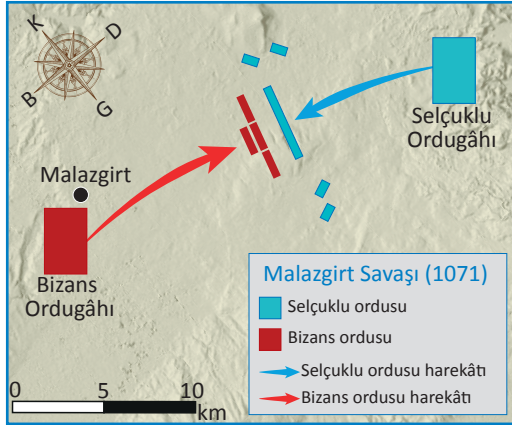 K
D
B
G
Selçuklu
Ordugâhı
Malazgirt
Bizans
Ordugâhı
Malazgirt Savaşı (1071)
Selçuklu ordusu
Bizans ordusu
Selçuklu ordusu harekâtı
Bizans ordusu harekâtı
0 5 10
km